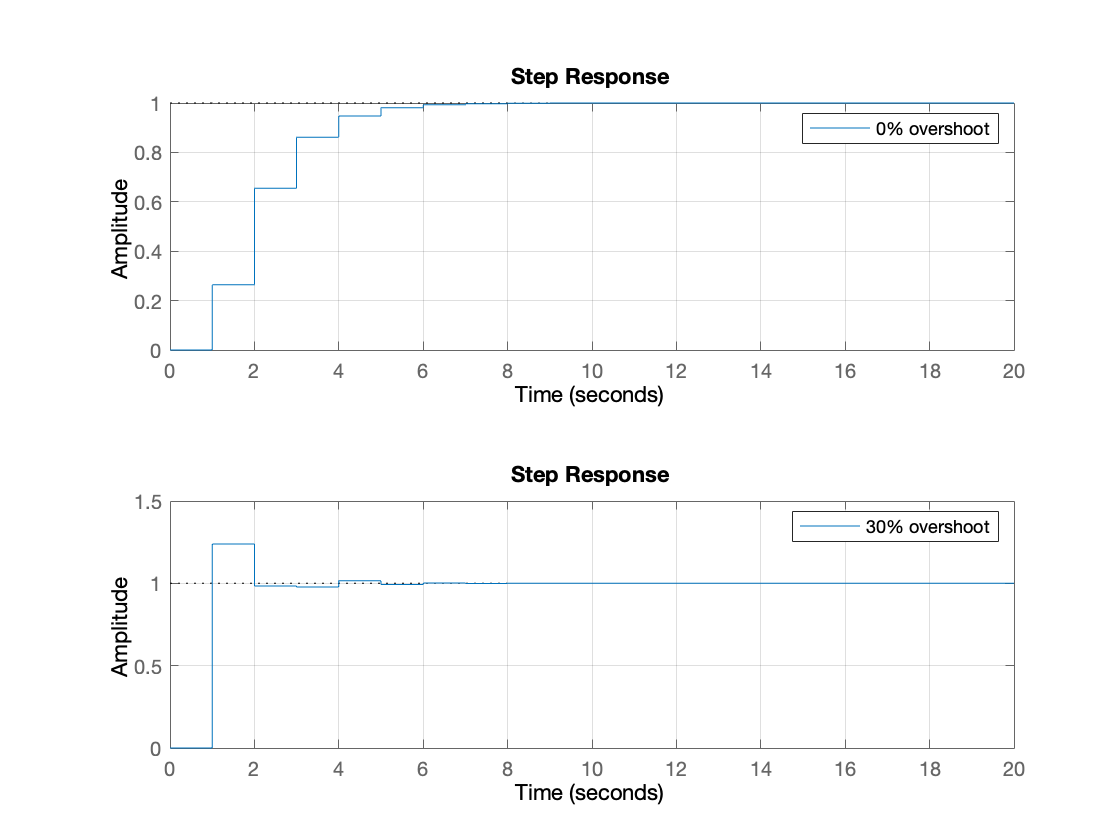 Step Response
1
0.8
0.6
0.4
0.2
0
Amplitude
0% overshoot
0 2 4 6 8 10 12 14 16 18 20
Time (seconds)
Step Response
1.5
1
0.5
0
Amplitude
30% overshoot
0 2 4 6 8 10 12 14 16 18 20
Time (seconds)